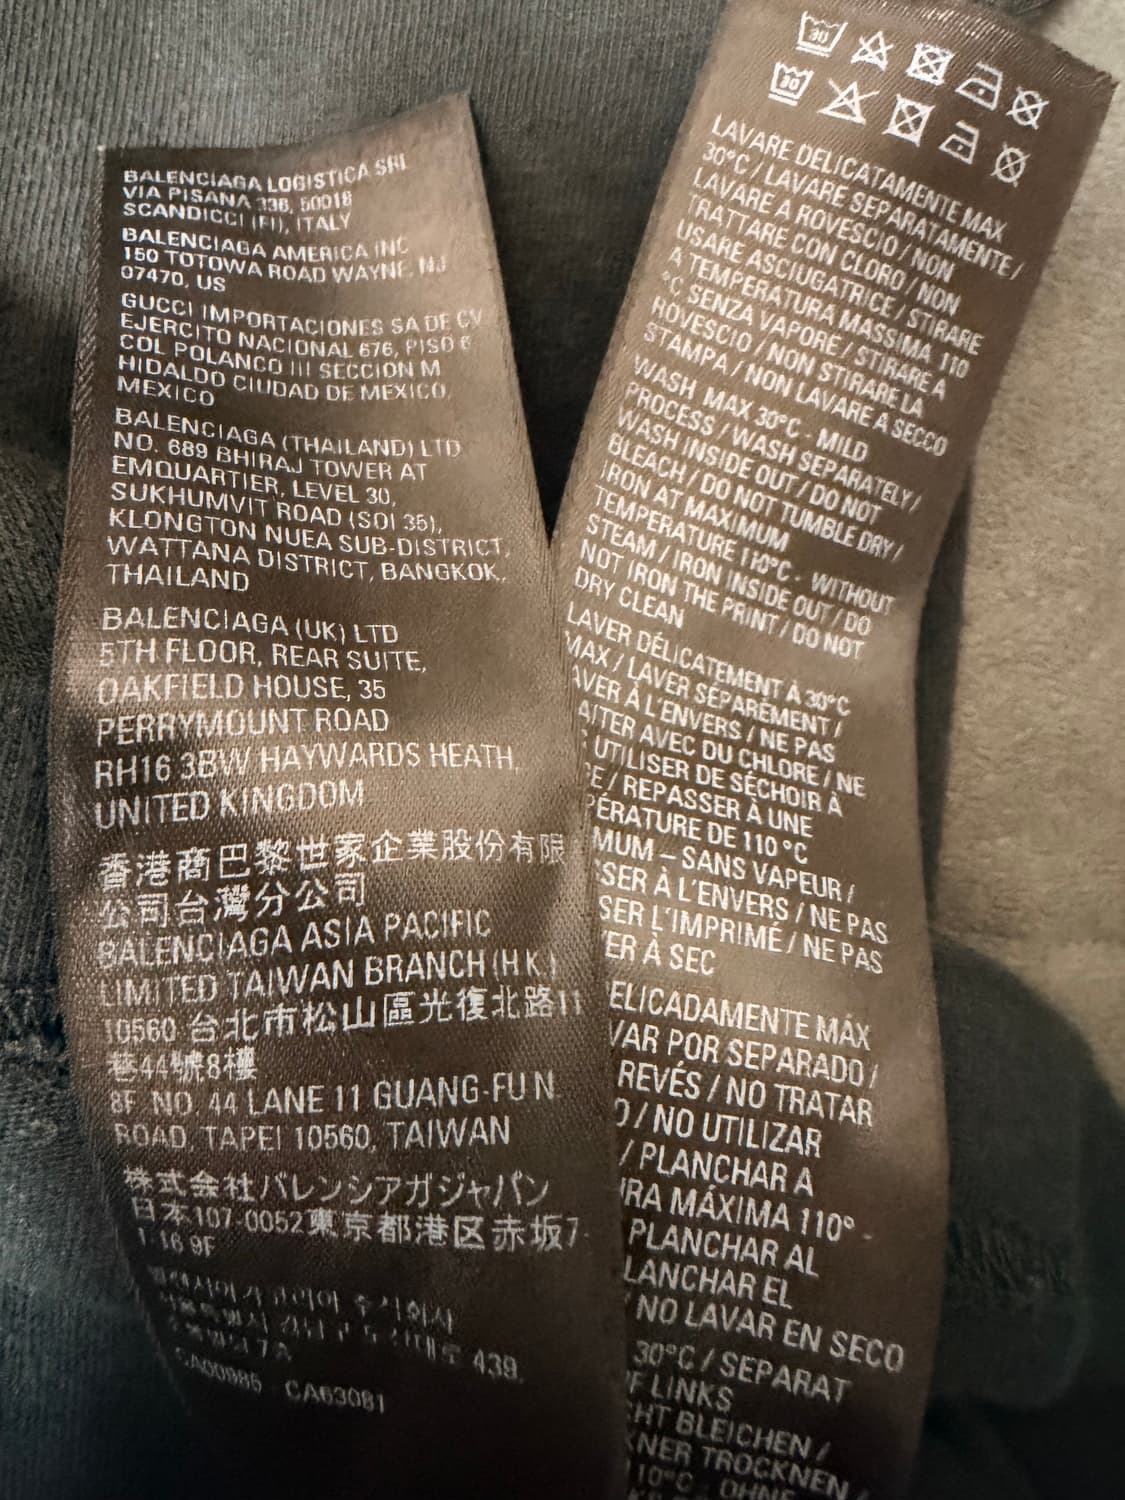 BALENCIAGA LOGISTICA SRL
VIA PISANA 336, 50018
SCANDICCI (FI), ITALY
BALENCIAGA AMERICA INC
150 TOTOWA ROAD WAYNE, NJ
07470, US
GUCCI IMPORTACIONES SA DE CV
EJERCITO NACIONAL 676, PISO 6
COL POLANCO III SECCION M
HIDALDO CIUDAD DE MEXICO,
MEXICO
BALENCIAGA (THAILAND) LTD
NO. 689 BHIRAJ TOWER AT
EMQUARTIER, LEVEL 30,
SUKHUMVIT ROAD (SOI 35),
KLONGTON NUEA SUB-DISTRICT,
WATTANA DISTRICT, BANGKOK,
THAILAND
BALENCIAGA (UK) LTD
5TH FLOOR, REAR SUITE,
OAKFIELD HOUSE, 35
PERRYMOUNT ROAD
RH16 3BW HAYWARDS HEATH,
UNITED KINGDOM
香港商巴黎世家企業股份有限
公司台灣分公司
BALENCIAGA ASIA PACIFIC
LIMITED TAIWAN BRANCH (H.K.)
10560 台北市松山區光復北路11
巷44號8樓
8F. NO. 44 LANE 11 GUANG-FU N.
ROAD, TAPEI 10560, TAIWAN
株式会社バレンシアガジャパン
日本107-0052東京都港区赤坂7-
1-16 9F
439,
CA63081
30 30
LAVARE DELICATAMENTE MAX
30°C / LAVARE SEPARATAMENTE /
LAVARE A ROVESCIO / NON
TRATTARE CON CLORO / NON
USARE ASCIUGATRICE / STIRARE
A TEMPERATURA MASSIMA 110
°C SENZA VAPORE / STIRARE A
ROVESCIO / NON STIRARE LA
STAMPA / NON LAVARE A SECCO
WASH MAX 30°C - MILD
PROCESS / WASH SEPARATELY /
WASH INSIDE OUT / DO NOT
BLEACH / DO NOT TUMBLE DRY /
IRON AT MAXIMUM
TEMPERATURE 110°C - WITHOUT
STEAM / IRON INSIDE OUT / DO
NOT IRON THE PRINT / DO NOT
DRY CLEAN
LAVER DÉLICATEMENT À 30°C
MAX / LAVER SÉPARÉMENT /
AVER À L'ENVERS / NE PAS
AITER AVEC DU CHLORE / NE
UTILISER DE SÉCHOIR À
E / REPASSER À UNE
PÉRATURE DE 110 °C
MUM – SANS VAPEUR /
SER À L'ENVERS / NE PAS
SER L'IMPRIMÉ / NE PAS
ER À SEC
ELICADAMENTE MÁX
VAR POR SEPARADO /
REVÉS / NO TRATAR
O / NO UTILIZAR
/ PLANCHAR A
RA MÁXIMA 110° -
PLANCHAR AL
LANCHAR EL
NO LAVAR EN SECO
30°C / SEPARAT
F LINKS
HT BLEICHEN /
KNER TROCKNEN /
110°C - OHNE